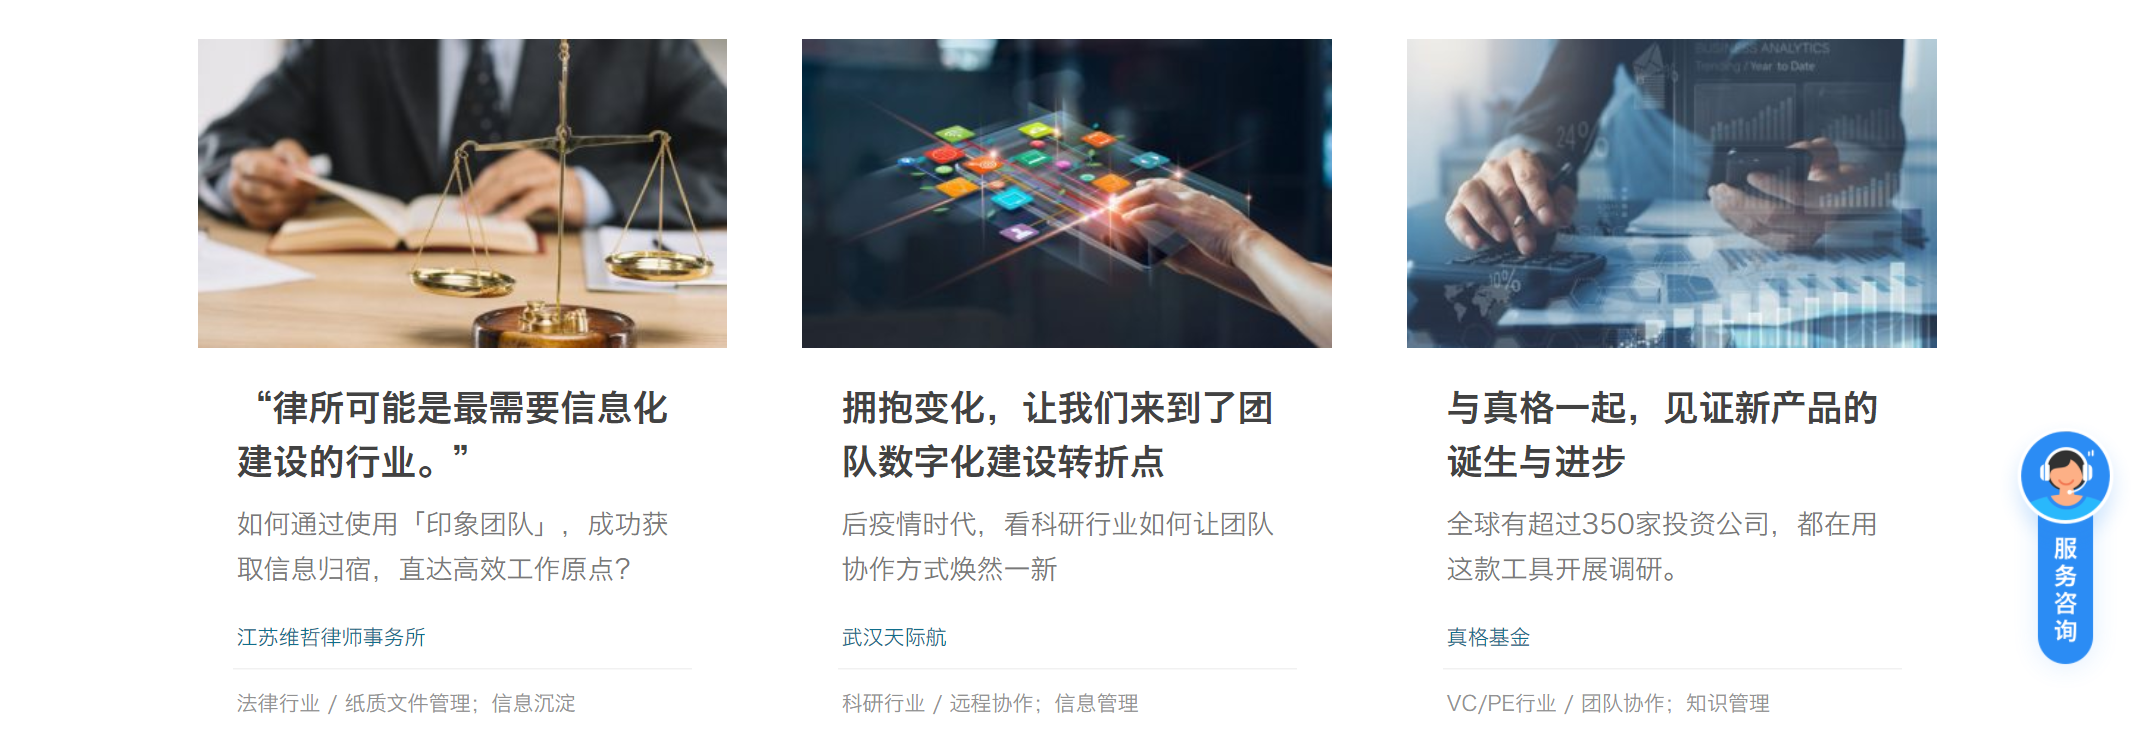 BUSINESS ANALYTICS
Trending / Year to Date
24%
10%
“律所可能是最需要信息化
建设的行业。”
如何通过使用「印象团队」，成功获
取信息归宿，直达高效工作原点？
江苏维哲律师事务所
法律行业 / 纸质文件管理；信息沉淀
拥抱变化，让我们来到了团
队数字化建设转折点
后疫情时代，看科研行业如何让团队
协作方式焕然一新
武汉天际航
科研行业 / 远程协作；信息管理
与真格一起，见证新产品的
诞生与进步
全球有超过350家投资公司，都在用
这款工具开展调研。
真格基金
VC/PE行业 / 团队协作；知识管理
服
务
咨
询